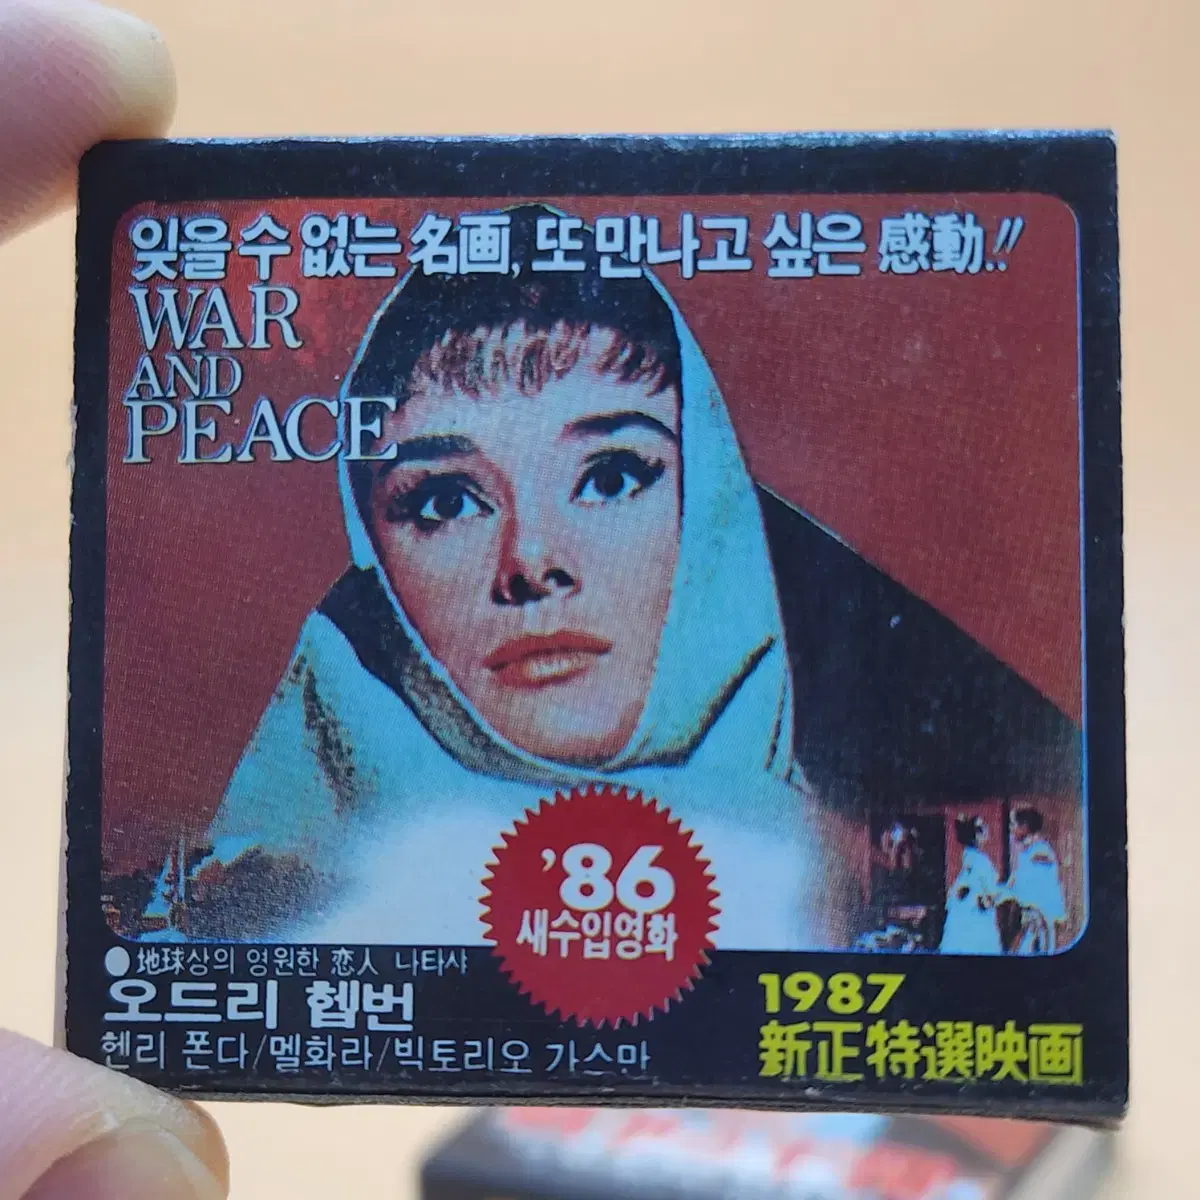 잊을 수 없는 名画, 또 만나고 싶은 感動..!!
WAR
AND
PEACE
'86
새수입영화
●地球상의 영원한 恋人 나타샤
오드리 헵번
헨리 폰다/멜화라/빅토리오 가스만
1987
新正特選映画